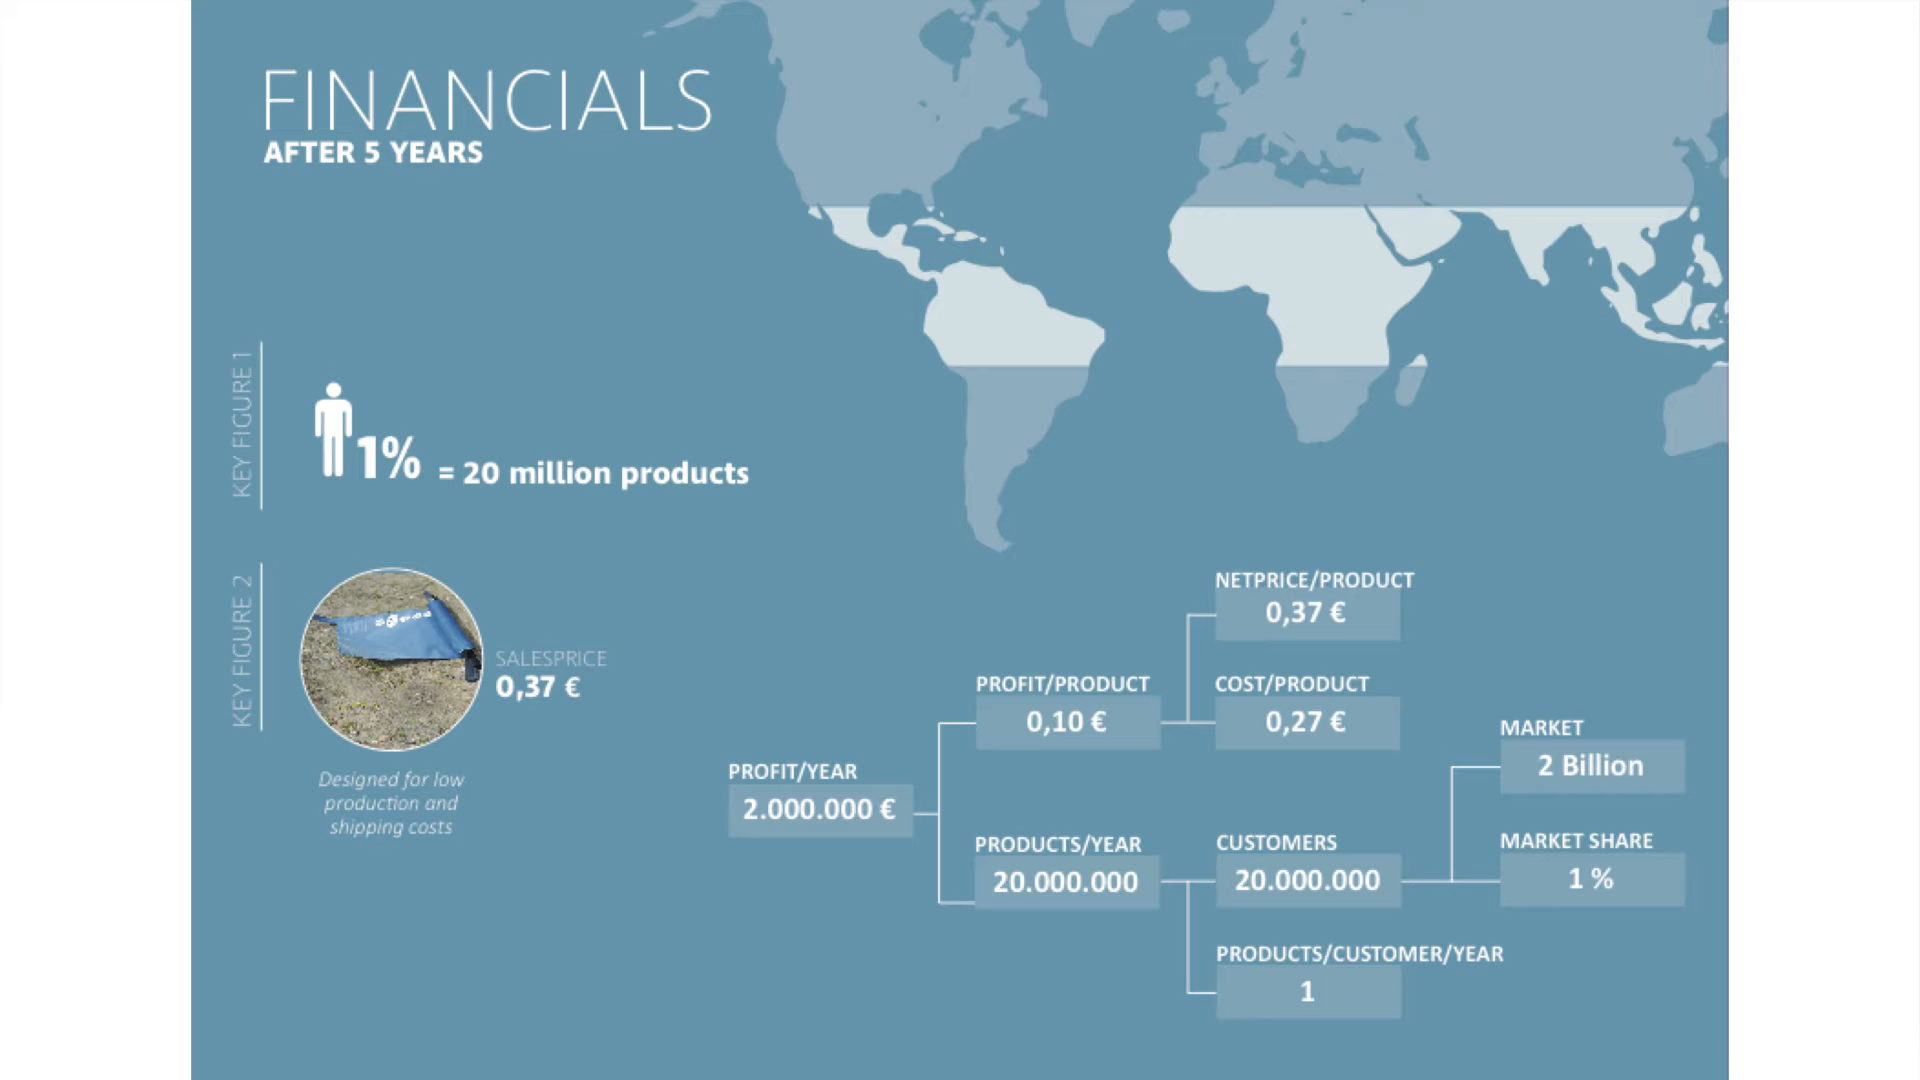 FINANCIALS
AFTER 5 YEARS
KEY FIGURE 1
1% = 20 million products
KEY FIGURE 2
SALESPRICE
0,37 €
Designed for low
production and
shipping costs
NETPRICE/PRODUCT
0,37 €
PROFIT/PRODUCT
0,10 €
COST/PRODUCT
0,27 €
MARKET
2 Billion
PROFIT/YEAR
2.000.000 €
PRODUCTS/YEAR
20.000.000
CUSTOMERS
20.000.000
MARKET SHARE
1 %
PRODUCTS/CUSTOMER/YEAR
1